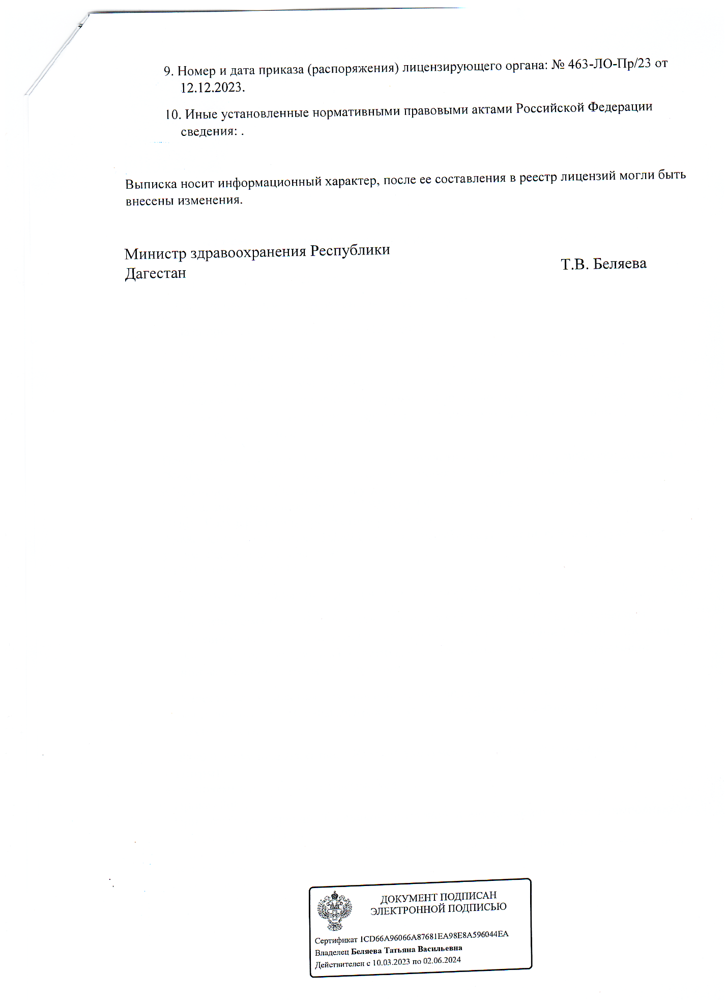 9. Номер и дата приказа (распоряжения) лицензирующего органа: № 463-ЛО-Пр/23 от
12.12.2023.
10. Иные установленные нормативными правовыми актами Российской Федерации
сведения: .
Выписка носит информационный характер, после ее составления в реестр лицензий могли быть
внесены изменения.
Министр здравоохранения Республики
Дагестан
Т.В. Беляева
ДОКУМЕНТ ПОДПИСАН
ЭЛЕКТРОННОЙ ПОДПИСЬЮ
Сертификат 1CD66A96066A87681EA98E8A596044EA
Владелец Беляева Татьяна Васильевна
Действителен с 10.03.2023 по 02.06.2024